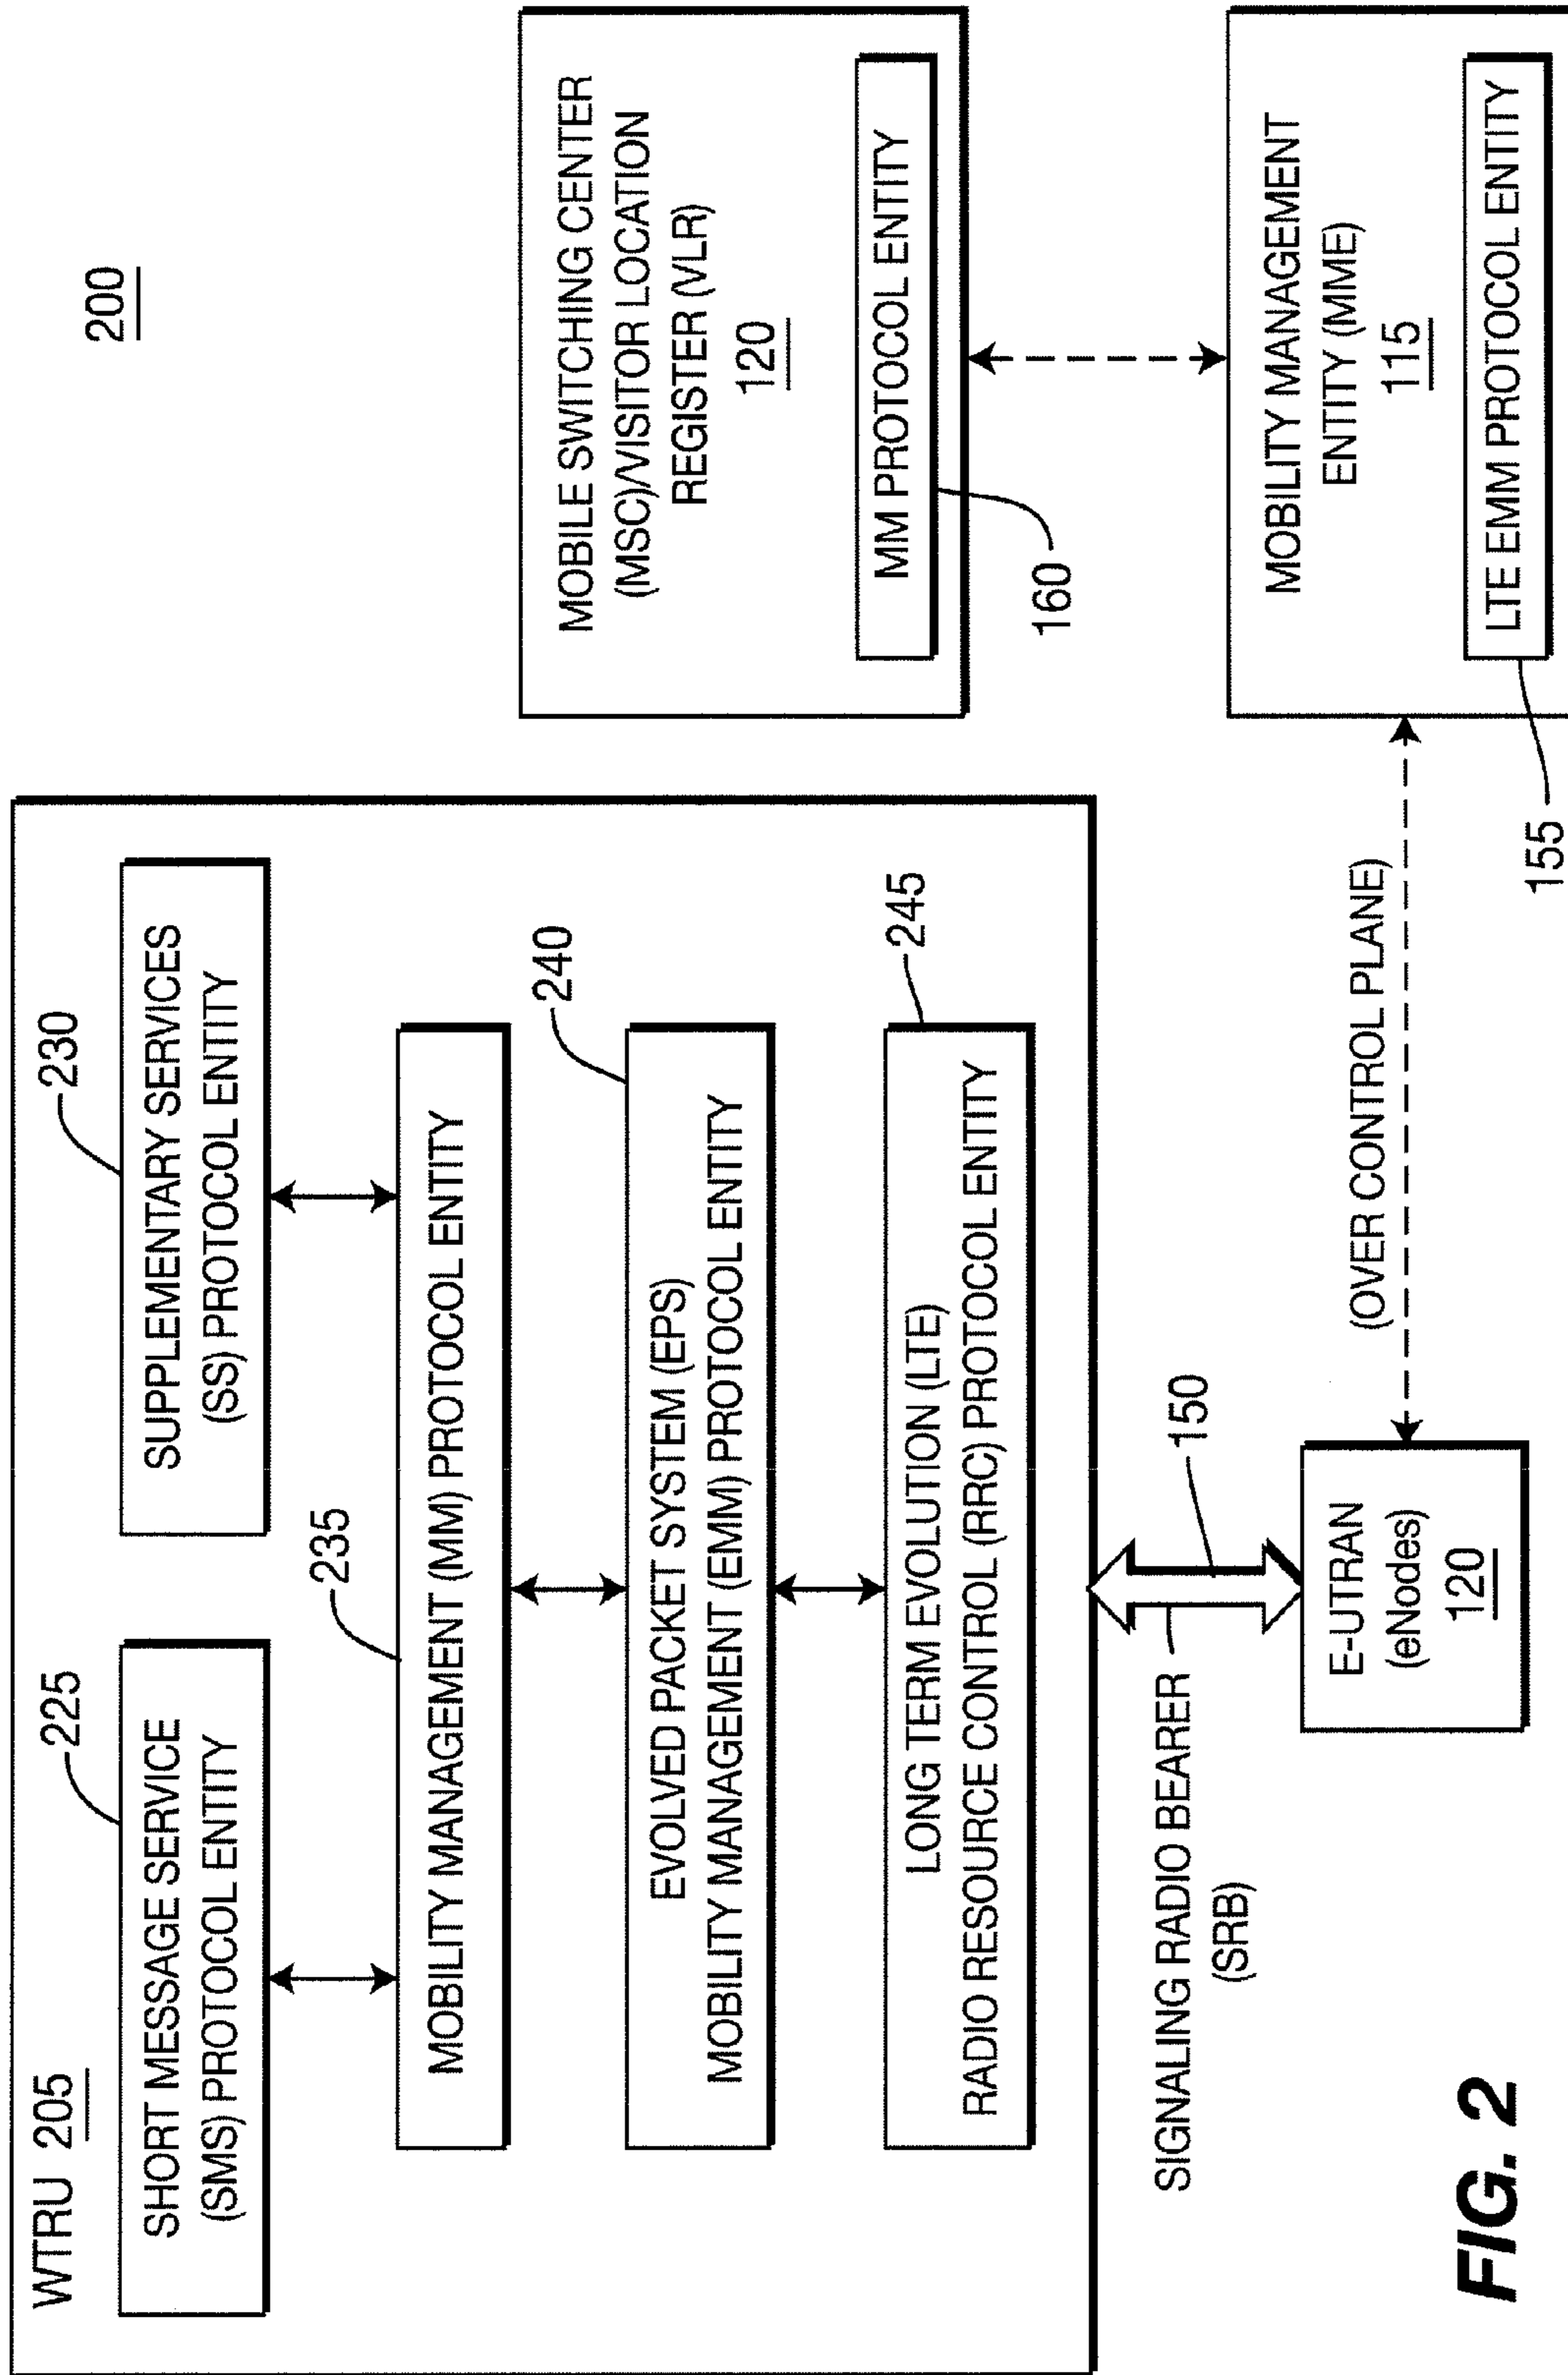 200
WTRU 205
225
SHORT MESSAGE SERVICE
(SMS) PROTOCOL ENTITY
230
SUPPLEMENTARY SERVICES
(SS) PROTOCOL ENTITY
235
MOBILITY MANAGEMENT (MM) PROTOCOL ENTITY
240
EVOLVED PACKET SYSTEM (EPS)
MOBILITY MANAGEMENT (EMM) PROTOCOL ENTITY
245
LONG TERM EVOLUTION (LTE)
RADIO RESOURCE CONTROL (RRC) PROTOCOL ENTITY
SIGNALING RADIO BEARER
(SRB)
150
E-UTRAN
(eNodes)
120
(OVER CONTROL PLANE)
MOBILE SWITCHING CENTER
(MSC)/VISITOR LOCATION
REGISTER (VLR)
120
MM PROTOCOL ENTITY
160
MOBILITY MANAGEMENT
ENTITY (MME)
115
LTE EMM PROTOCOL ENTITY
155
FIG. 2